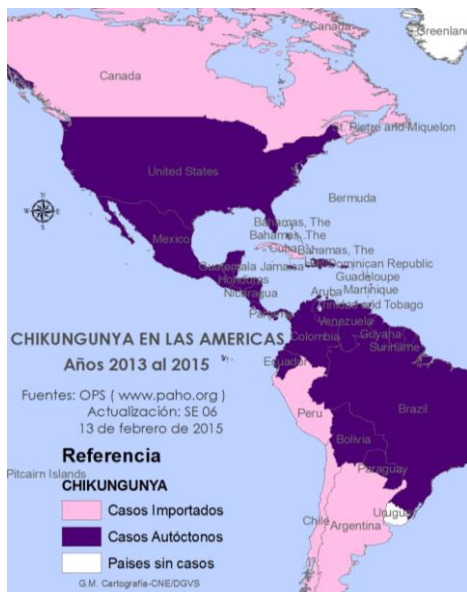 Greenland
Canada
Canada
St. Pierre and Miquelon
United States
Bermuda
N
W E
S
Bahamas, The
Mexico
Bahamas, The
Cuba
Bahamas, The
Dominican Republic
Guatemala Jamaica
Honduras
Guadeloupe
Nicaragua
Aruba
Martinique
Trinidad and Tobago
Panama
Venezuela
CHIKUNGUNYA EN LAS AMERICAS
Colombia
Guyana
Suriname
Años 2013 al 2015
Ecuador
Fuentes: OPS ( www.paho.org )
Actualización: SE 06
13 de febrero de 2015
Peru
Brazil
Bolivia
Referencia
Pitcairn Islands
Paraguay
CHIKUNGUNYA
Casos Importados
Uruguay
Chile
Argentina
Casos Autóctonos
Paises sin casos
G.M. Cartografía-CNE/DGVS